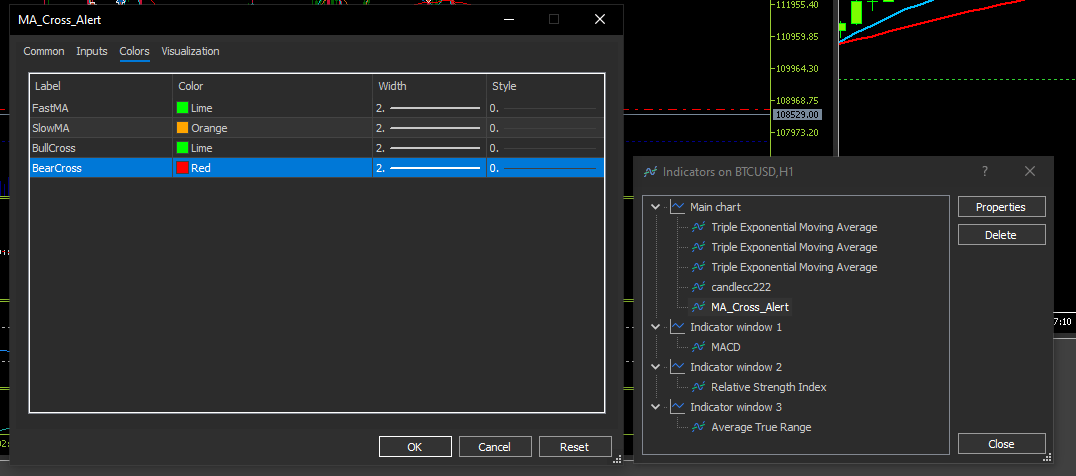 MA_Cross_Alert
Common Inputs Colors Visualization
Label Color Width Style
FastMA Lime 2. 0.
SlowMA Orange 2. 0.
BullCross Lime 2. 0.
BearCross Red 2. 0.
OK Cancel Reset
111955.40
110959.85
109964.30
108968.75
108529.00
107973.20
Indicators on BTCUSD,H1
?
Main chart
Triple Exponential Moving Average
Triple Exponential Moving Average
Triple Exponential Moving Average
candlecc222
MA_Cross_Alert
Indicator window 1
MACD
Indicator window 2
Relative Strength Index
Indicator window 3
Average True Range
Properties
Delete
Close
7:10